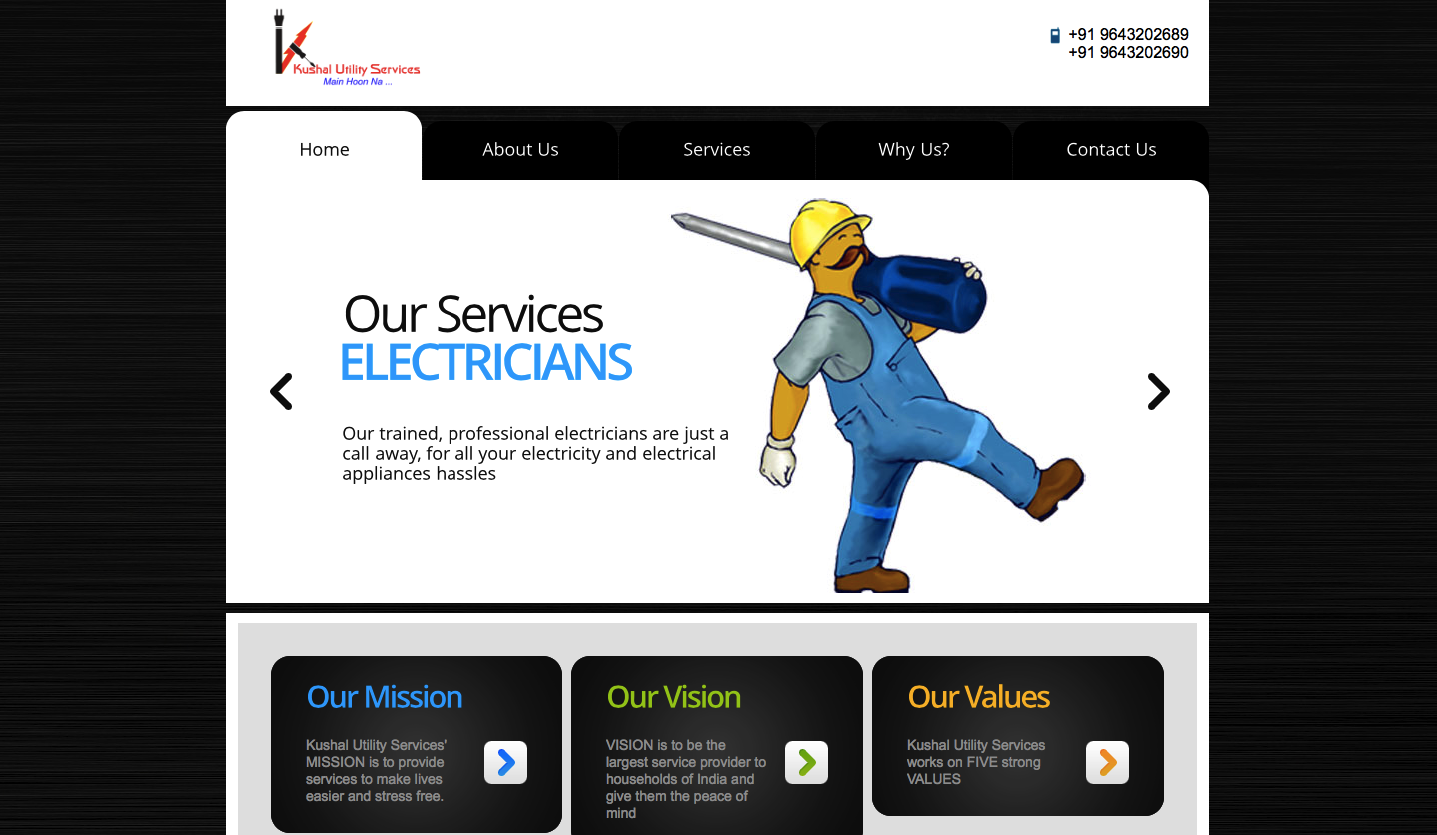 Kushal Utility Services
Main Hoon Na ...
+91 9643202689
+91 9643202690
Home
About Us
Services
Why Us?
Contact Us
Our Services
ELECTRICIANS
Our trained, professional electricians are just a
call away, for all your electricity and electrical
appliances hassles
Our Mission
Kushal Utility Services'
MISSION is to provide
services to make lives
easier and stress free.
Our Vision
VISION is to be the
largest service provider to
households of India and
give them the peace of
mind
Our Values
Kushal Utility Services
works on FIVE strong
VALUES